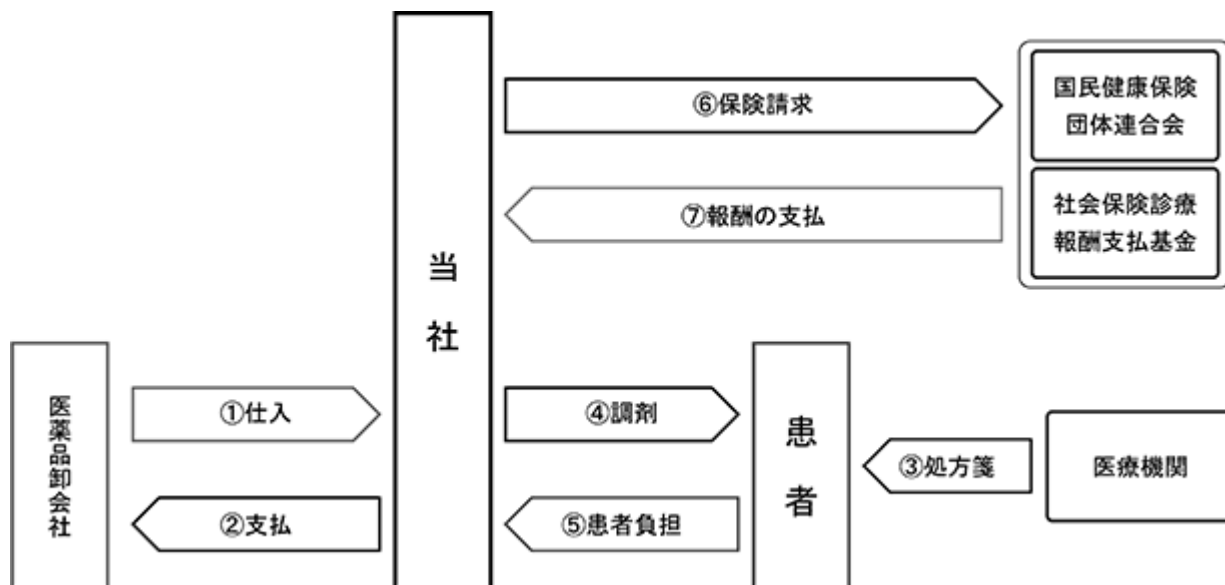 ⑥保険請求
国民健康保険
団体連合会
⑦報酬の支払
社会保険診療
報酬支払基金
当社
医薬品卸会社
①仕入
②支払
④調剤
⑤患者負担
患者
③処方箋
医療機関